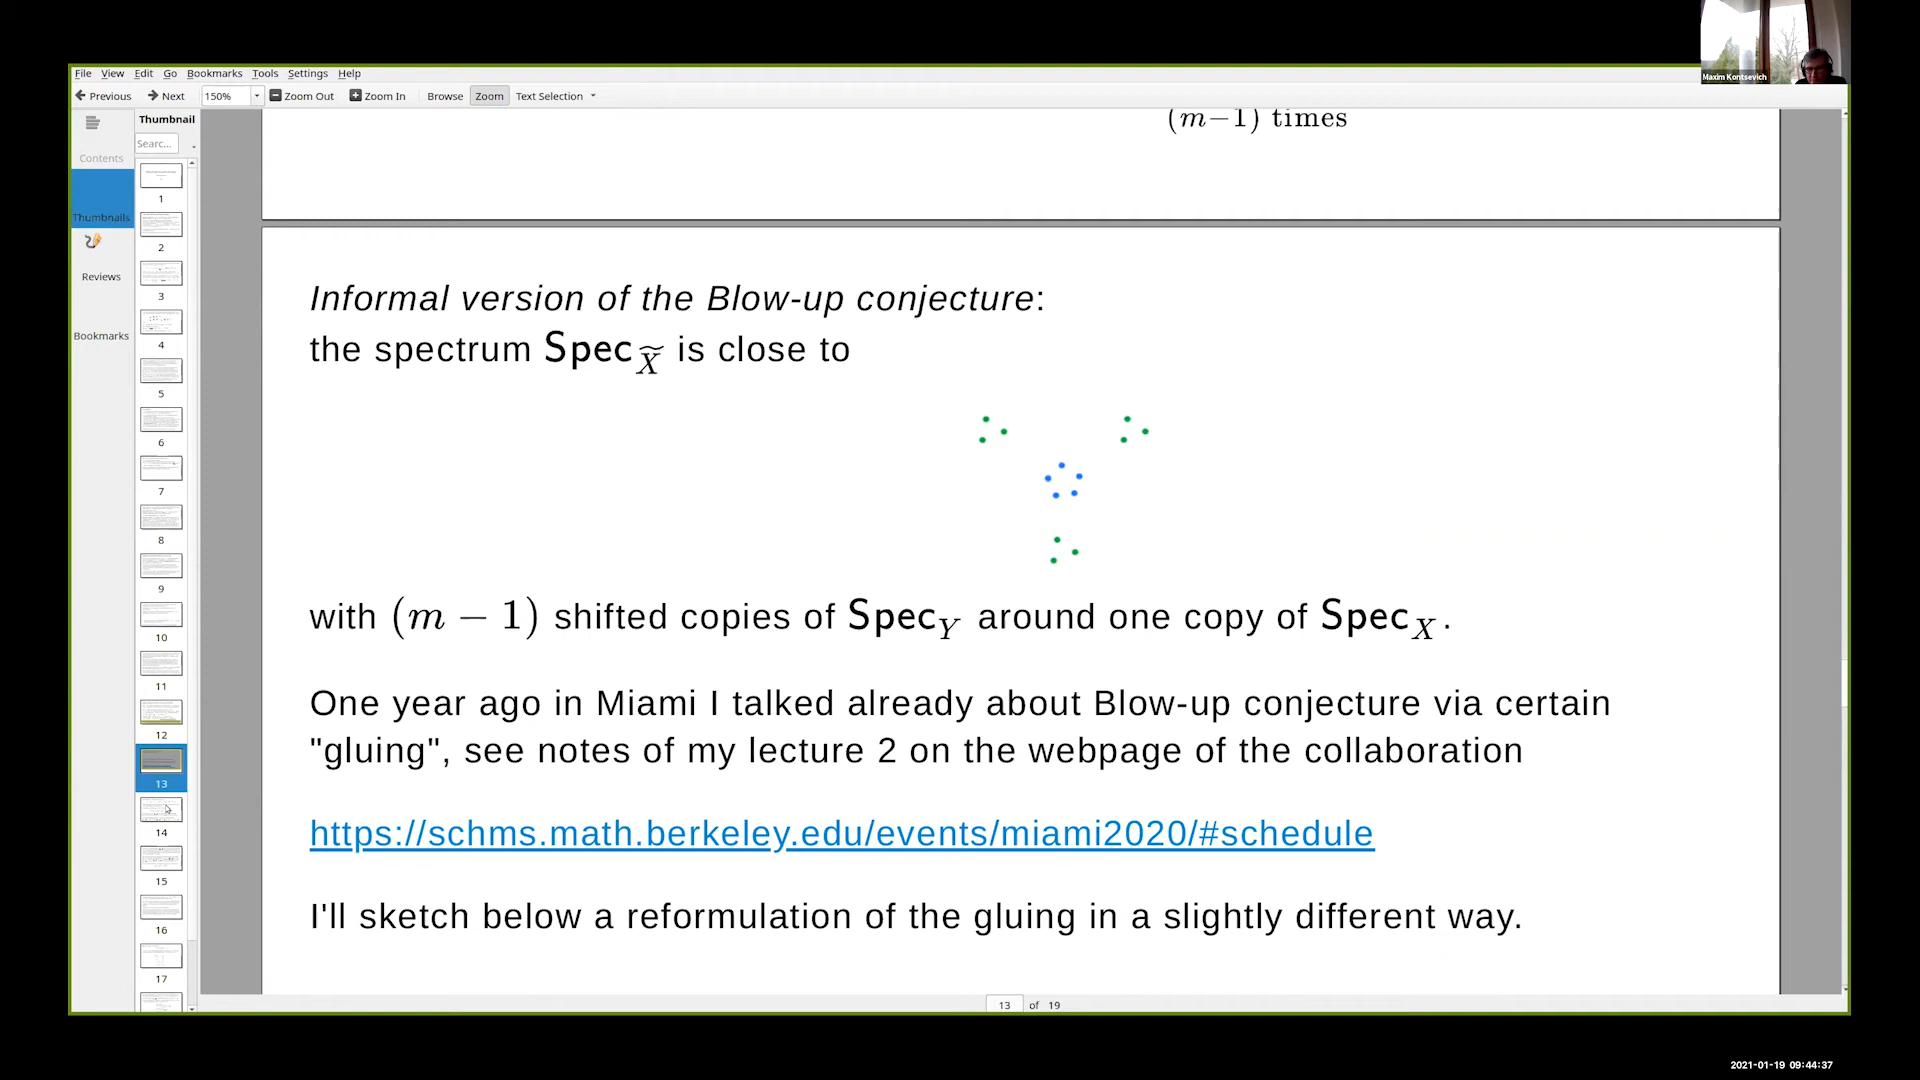 Maxim Kontsevich
File View Edit Go Bookmarks Tools Settings Help
Previous Next 150% Zoom Out Zoom In Browse Zoom Text Selection
Thumbnail
Searc...
Contents
Thumbnails
Reviews
Bookmarks
1
2
3
4
5
6
7
8
9
10
11
12
13
14
15
16
17
(m−1) times
Informal version of the Blow-up conjecture:
the spectrum Spec_X̃ is close to
with (m − 1) shifted copies of Spec_Y around one copy of Spec_X.
One year ago in Miami I talked already about Blow-up conjecture via certain
"gluing", see notes of my lecture 2 on the webpage of the collaboration
https://schms.math.berkeley.edu/events/miami2020/#schedule
I'll sketch below a reformulation of the gluing in a slightly different way.
13 of 19
2021-01-19 09:44:37